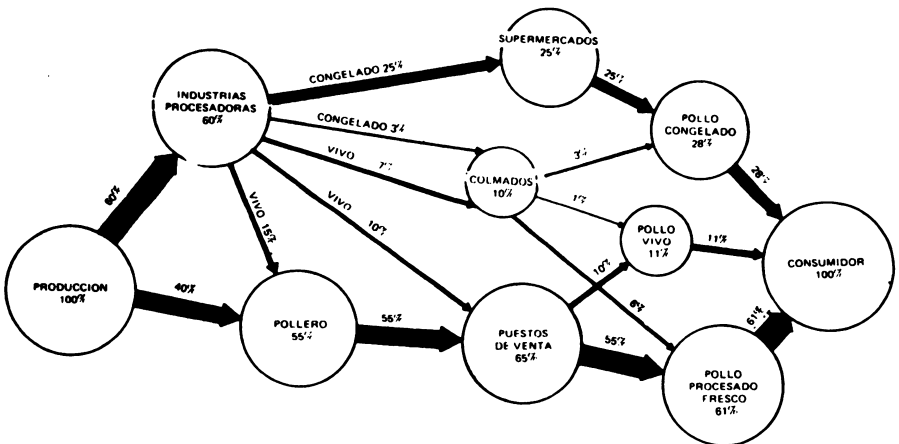 SUPERMERCADOS
25%
CONGELADO 25%
25%
INDUSTRIAS
PROCESADORAS
60%
POLLO
CONGELADO
28%
CONGELADO 3%
3%
28%
VIVO 7%
COLMADOS
10%
1%
60%
VIVO 15%
VIVO 10%
POLLO
VIVO
11%
11%
CONSUMIDOR
100%
PRODUCCION
100%
40%
10%
6%
POLLERO
55%
55%
PUESTOS
DE VENTA
65%
55%
61%
POLLO
PROCESADO
FRESCO
61%